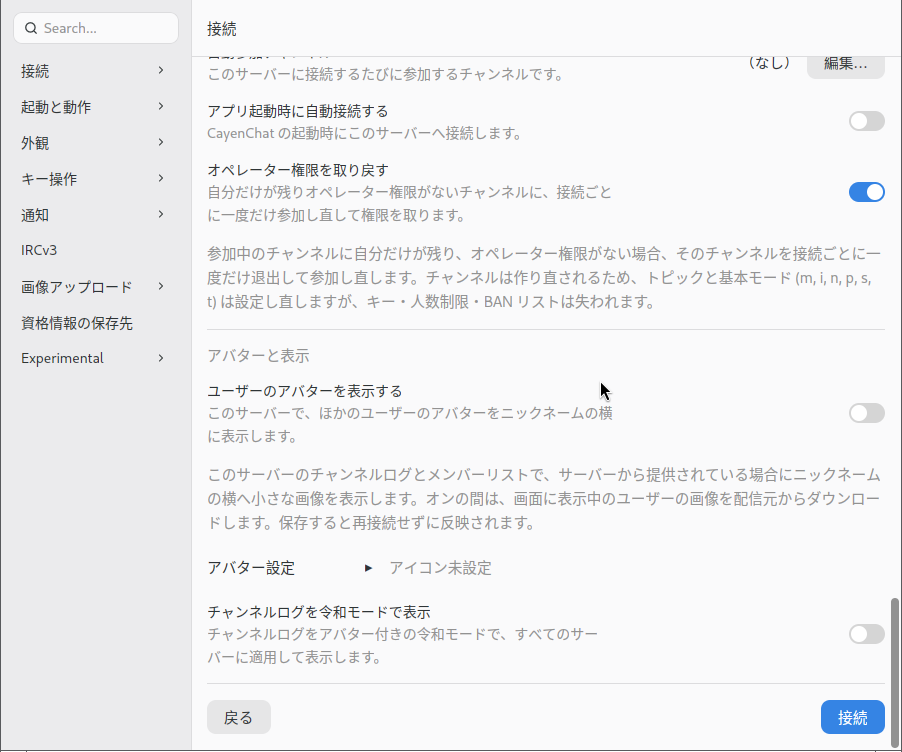 Search...
接続
起動と動作
外観
キー操作
通知
IRCv3
画像アップロード
資格情報の保存先
Experimental
接続
このサーバーに接続するたびに参加するチャンネルです。
（なし）
編集...
アプリ起動時に自動接続する
CayenChat の起動時にこのサーバーへ接続します。
オペレーター権限を取り戻す
自分だけが残りオペレーター権限がないチャンネルに、接続ごと
に一度だけ参加し直して権限を取ります。
参加中のチャンネルに自分だけが残り、オペレーター権限がない場合、そのチャンネルを接続ごとに一
度だけ退出して参加し直します。チャンネルは作り直されるため、トピックと基本モード (m, i, n, p, s,
t) は設定し直しますが、キー・人数制限・BAN リストは失われます。
アバターと表示
ユーザーのアバターを表示する
このサーバーで、ほかのユーザーのアバターをニックネームの横
に表示します。
このサーバーのチャンネルログとメンバーリストで、サーバーから提供されている場合にニックネーム
の横へ小さな画像を表示します。オンの間は、画面に表示中のユーザーの画像を配信元からダウンロー
ドします。保存すると再接続せずに反映されます。
アバター設定
アイコン未設定
チャンネルログを令和モードで表示
チャンネルログをアバター付きの令和モードで、すべてのサー
バーに適用して表示します。
戻る
接続